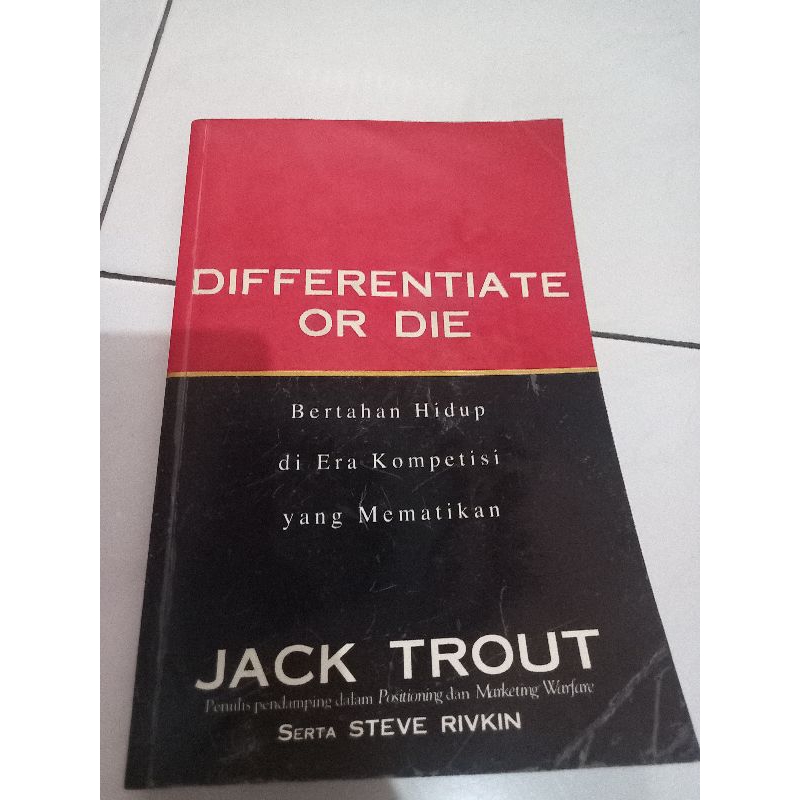 DIFFERENTIATE
OR DIE
Bertahan Hidup
di Era Kompetisi
yang Mematikan
JACK TROUT
Penulis pendamping dalam Positioning dan Marketing Warfare
SERTA STEVE RIVKIN